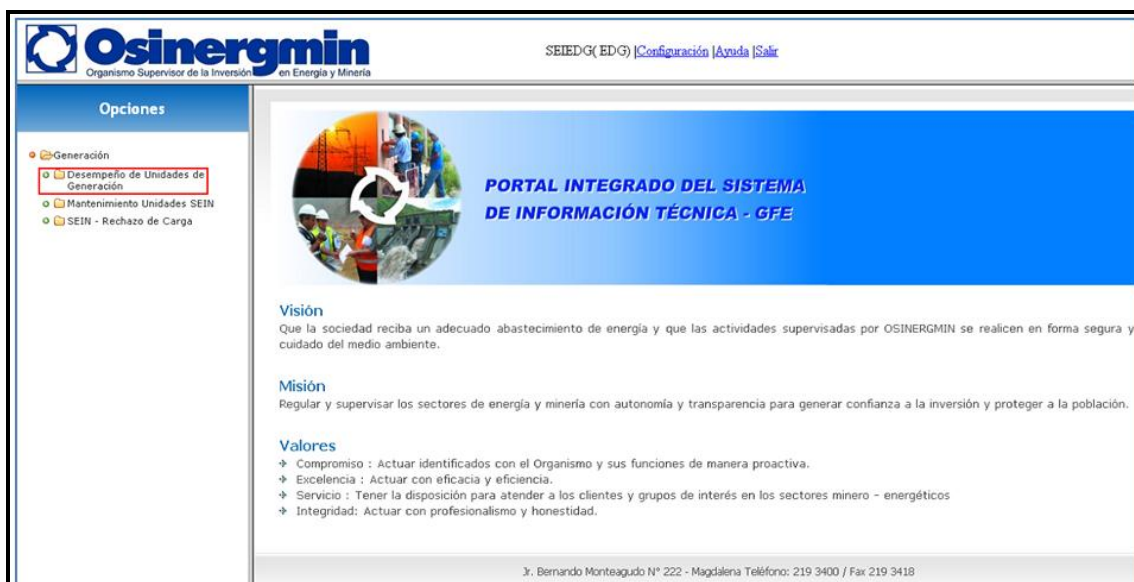 Osinergmin
Organismo Supervisor de la Inversión en Energía y Minería
SEIEDG( EDG) |Configuración |Ayuda |Salir
Opciones
Generación
Desempeño de Unidades de
Generación
Mantenimiento Unidades SEIN
SEIN - Rechazo de Carga
PORTAL INTEGRADO DEL SISTEMA
DE INFORMACIÓN TÉCNICA - GFE
Visión
Que la sociedad reciba un adecuado abastecimiento de energía y que las actividades supervisadas por OSINERGMIN se realicen en forma segura y
cuidado del medio ambiente.
Misión
Regular y supervisar los sectores de energía y minería con autonomía y transparencia para generar confianza a la inversión y proteger a la población.
Valores
Compromiso : Actuar identificados con el Organismo y sus funciones de manera proactiva.
Excelencia : Actuar con eficacia y eficiencia.
Servicio : Tener la disposición para atender a los clientes y grupos de interés en los sectores minero - energéticos
Integridad: Actuar con profesionalismo y honestidad.
Jr. Bernando Monteagudo N° 222 - Magdalena Teléfono: 219 3400 / Fax 219 3418